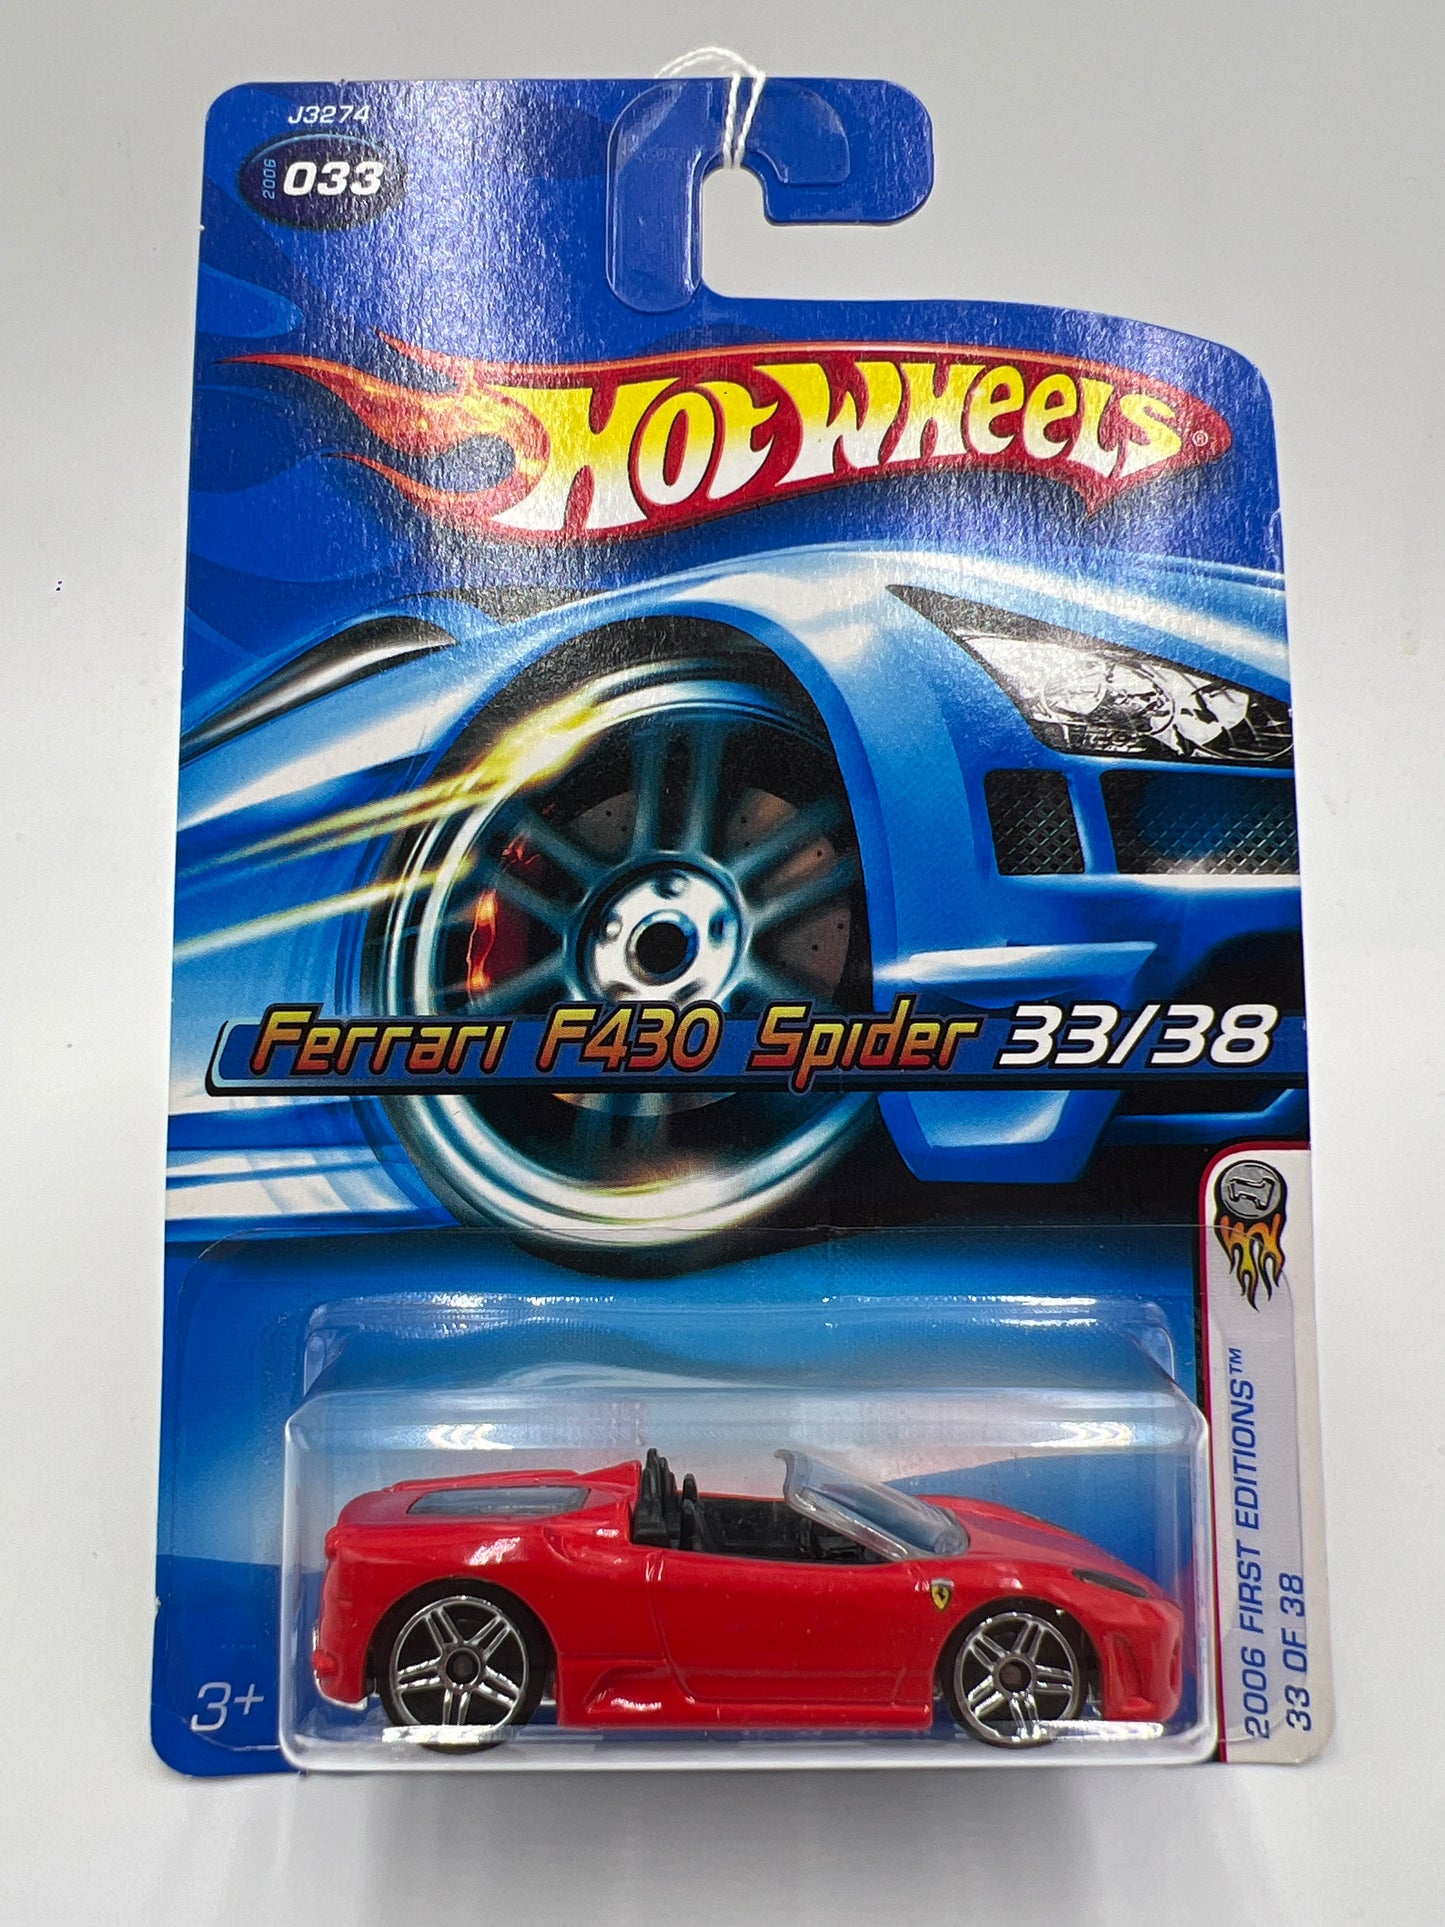 J3274
2006 033
HOT WHEELS®
Ferrari F430 Spider 33/38
2006 FIRST EDITIONS™
33 OF 38
3+